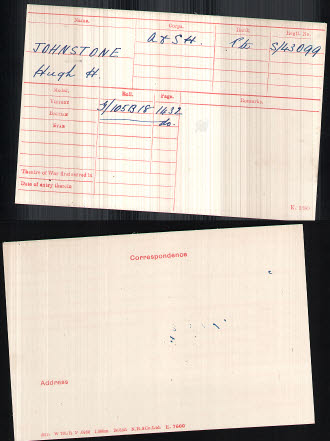 Name. Corps. Rank. Regtl. No.
JOHNSTONE A & S H. Pte S/43099
Hugh H.
Medal. Roll. Page. Remarks.
Victory J/105B18 1432
British do.
Star
Theatre of War first served in
Date of entry therein
K. 1380
Correspondence
Address
K. 1380